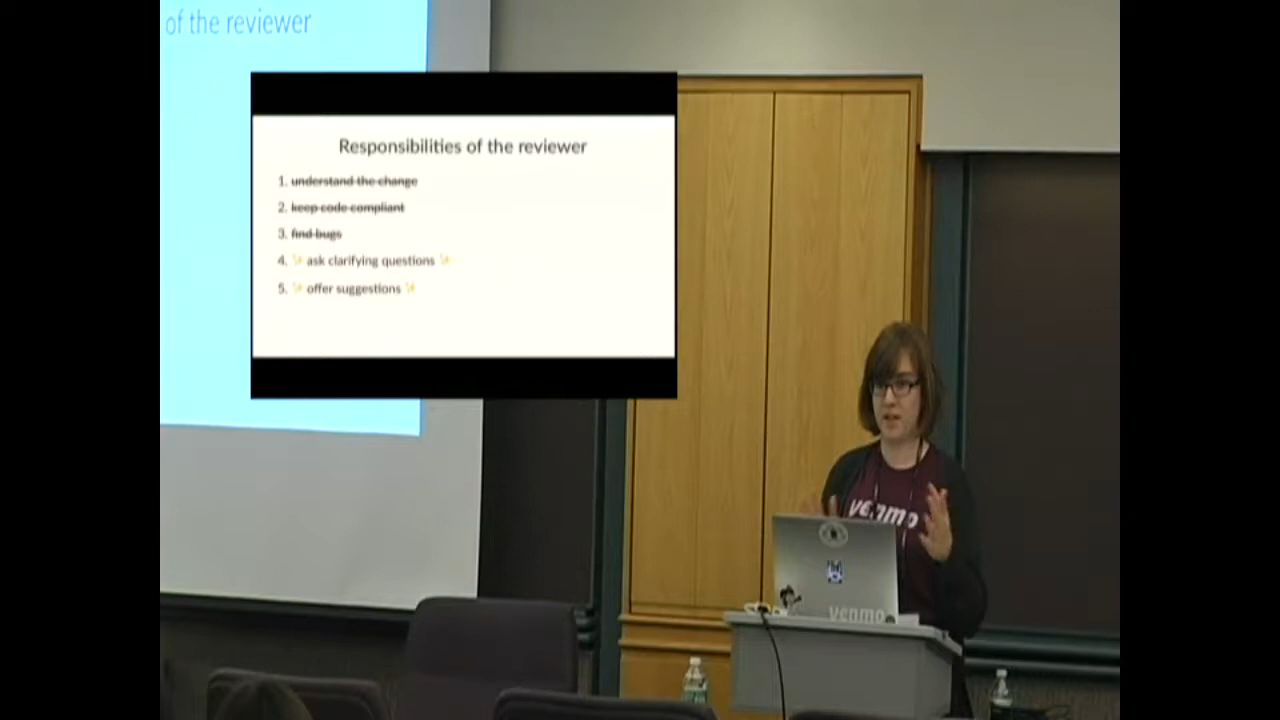 of the reviewer
Responsibilities of the reviewer
1. understand the change
2. keep code compliant
3. find bugs
4. ✨ ask clarifying questions ✨
5. ✨ offer suggestions ✨
venmo
venmo